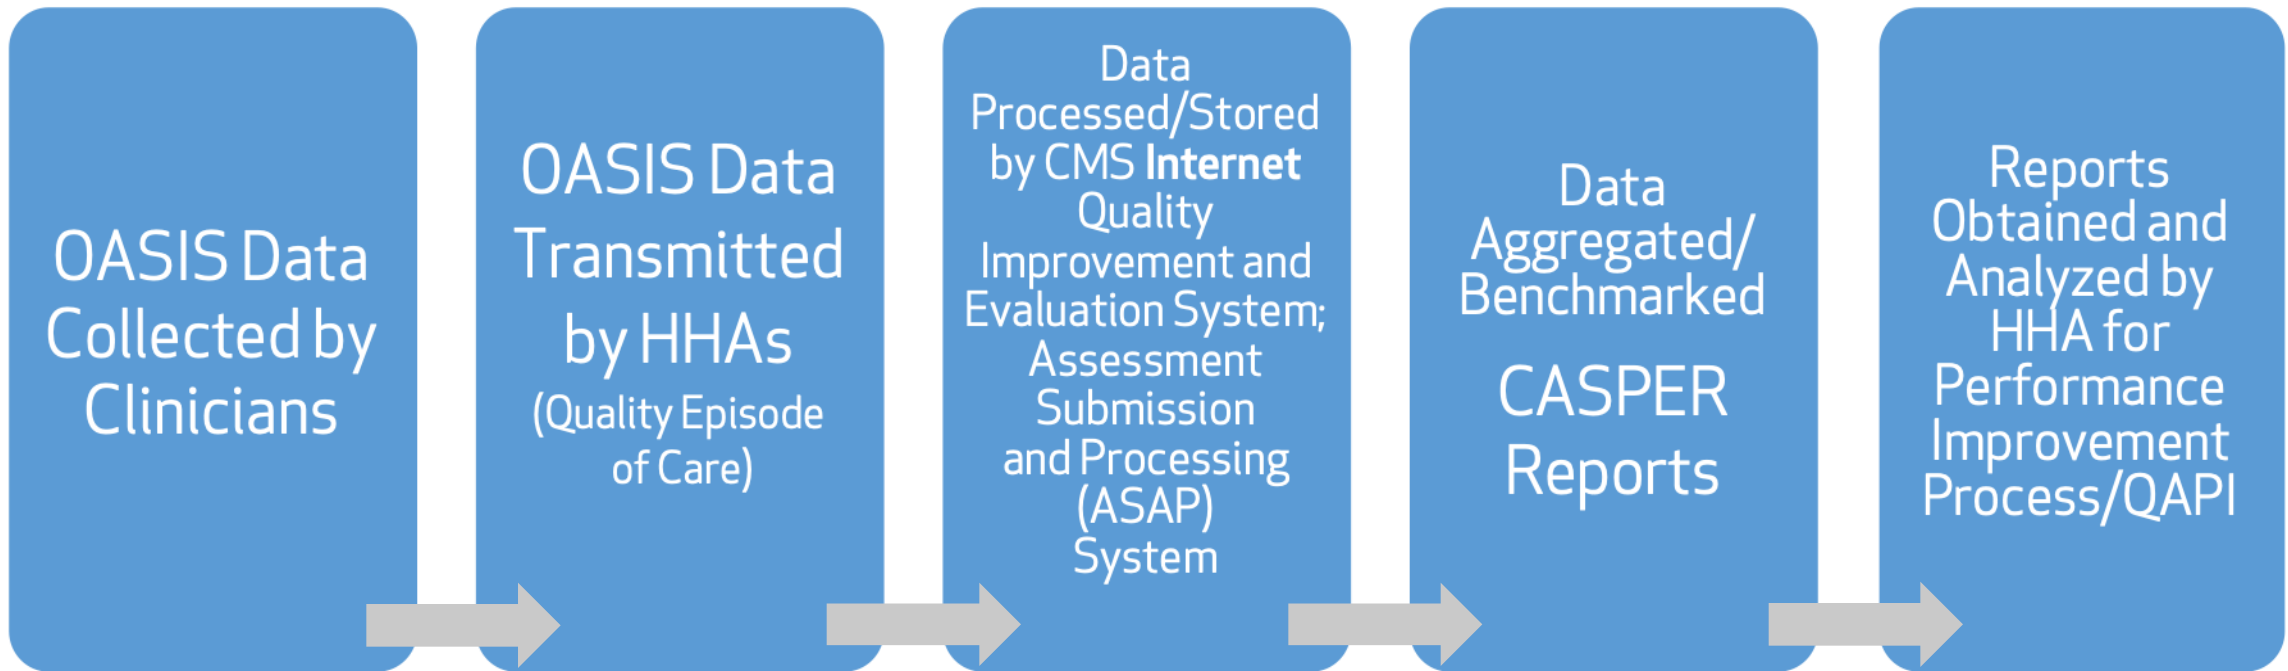 OASIS Data
Collected by
Clinicians
OASIS Data
Transmitted
by HHAs
(Quality Episode
of Care)
Data
Processed/Stored
by CMS Internet
Quality
Improvement and
Evaluation System;
Assessment
Submission
and Processing
(ASAP)
System
Data
Aggregated/
Benchmarked
CASPER
Reports
Reports
Obtained and
Analyzed by
HHA for
Performance
Improvement
Process/QAPI